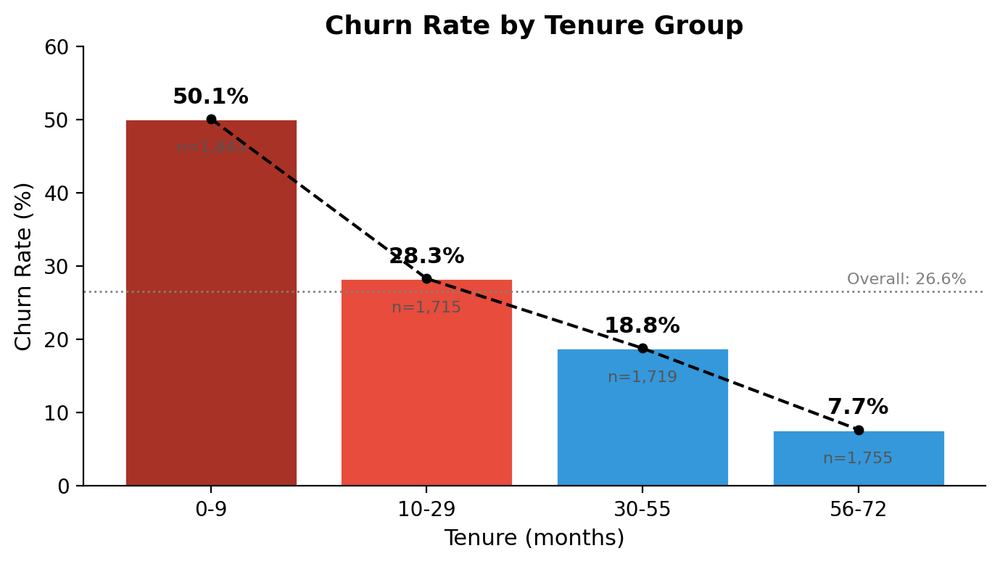 Churn Rate by Tenure Group
Churn Rate (%)
60
50
40
30
20
10
0
50.1%
n=1,843
28.3%
n=1,715
Overall: 26.6%
18.8%
n=1,719
7.7%
n=1,755
0-9
10-29
30-55
56-72
Tenure (months)